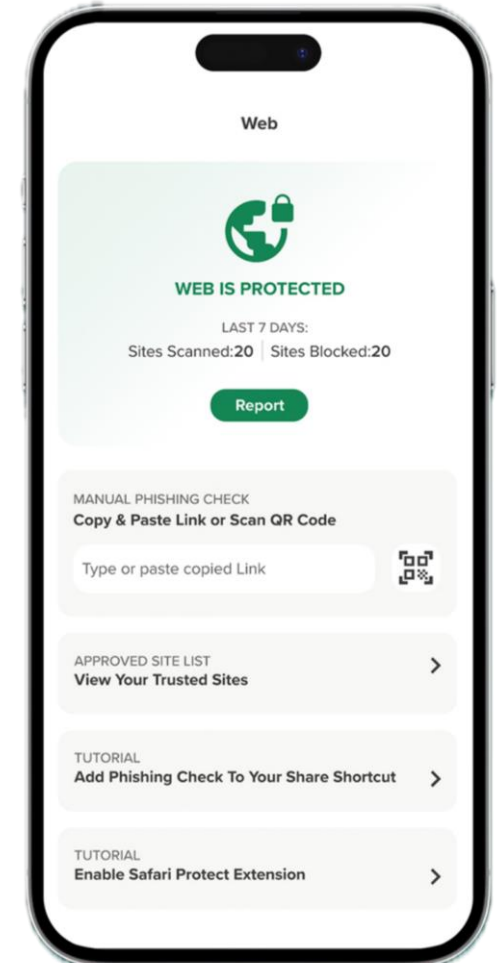 Web
WEB IS PROTECTED
LAST 7 DAYS:
Sites Scanned:20 | Sites Blocked:20
Report
MANUAL PHISHING CHECK
Copy & Paste Link or Scan QR Code
Type or paste copied Link
APPROVED SITE LIST
View Your Trusted Sites
TUTORIAL
Add Phishing Check To Your Share Shortcut
TUTORIAL
Enable Safari Protect Extension